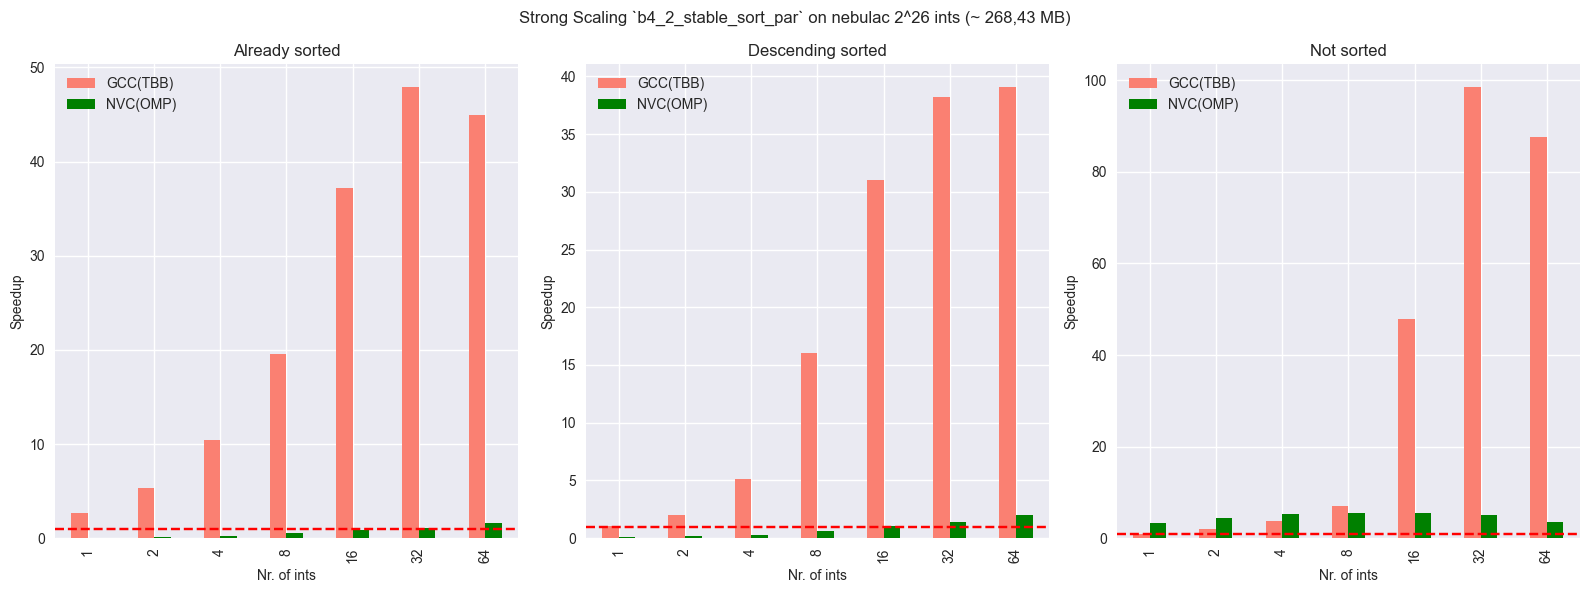 Strong Scaling `b4_2_stable_sort_par` on nebulac 2^26 ints (~ 268,43 MB)
Already sorted
GCC(TBB)
NVC(OMP)
Speedup
50
40
30
20
10
0
1 2 4 8 16 32 64
Nr. of ints
Descending sorted
GCC(TBB)
NVC(OMP)
Speedup
40
35
30
25
20
15
10
5
0
1 2 4 8 16 32 64
Nr. of ints
Not sorted
GCC(TBB)
NVC(OMP)
Speedup
100
80
60
40
20
0
1 2 4 8 16 32 64
Nr. of ints